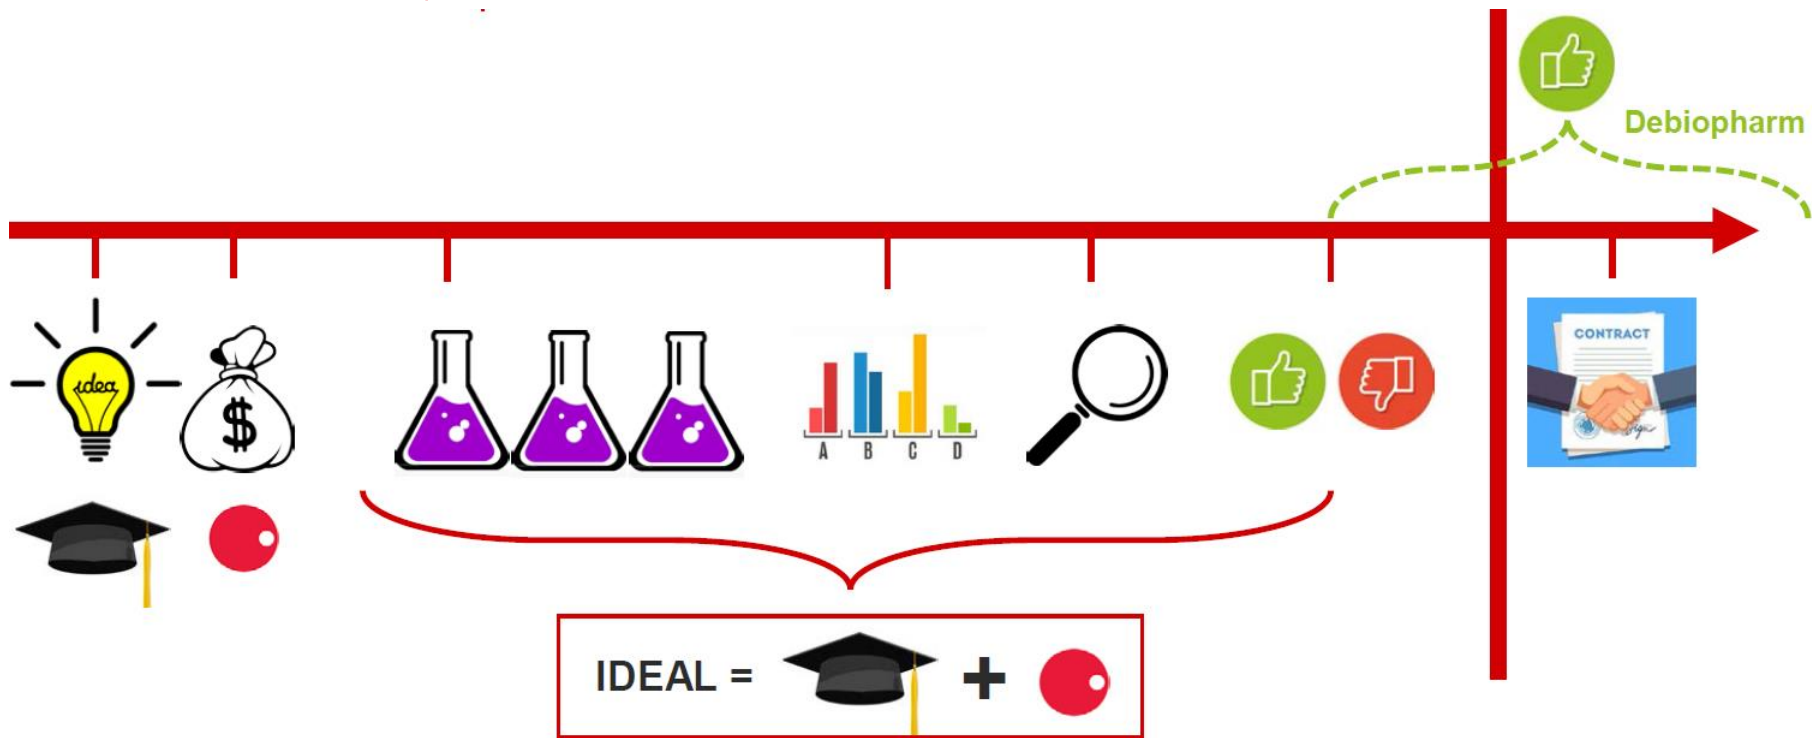 Debiopharm
idea
$
CONTRACT
A B C D
IDEAL = +